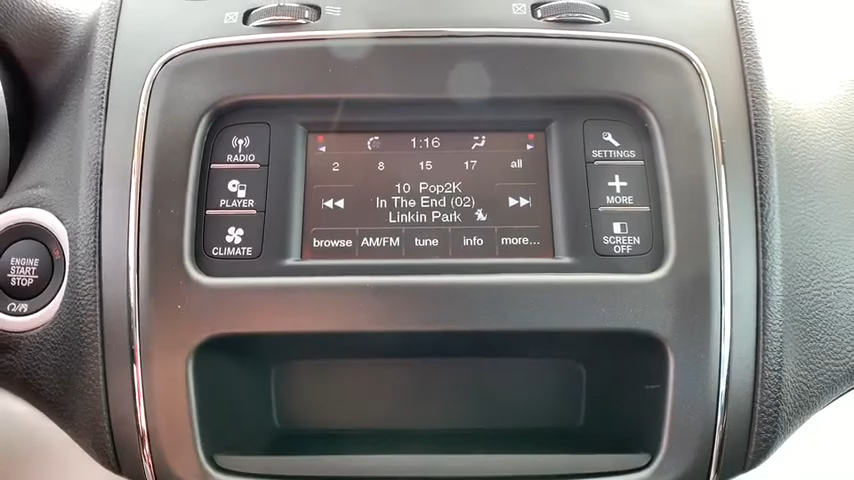 RADIO
PLAYER
CLIMATE
1:16
2 8 15 17 all
10 Pop2K
In The End (02)
Linkin Park
browse AM/FM tune info more...
SETTINGS
MORE
SCREEN
OFF
ENGINE
START
STOP